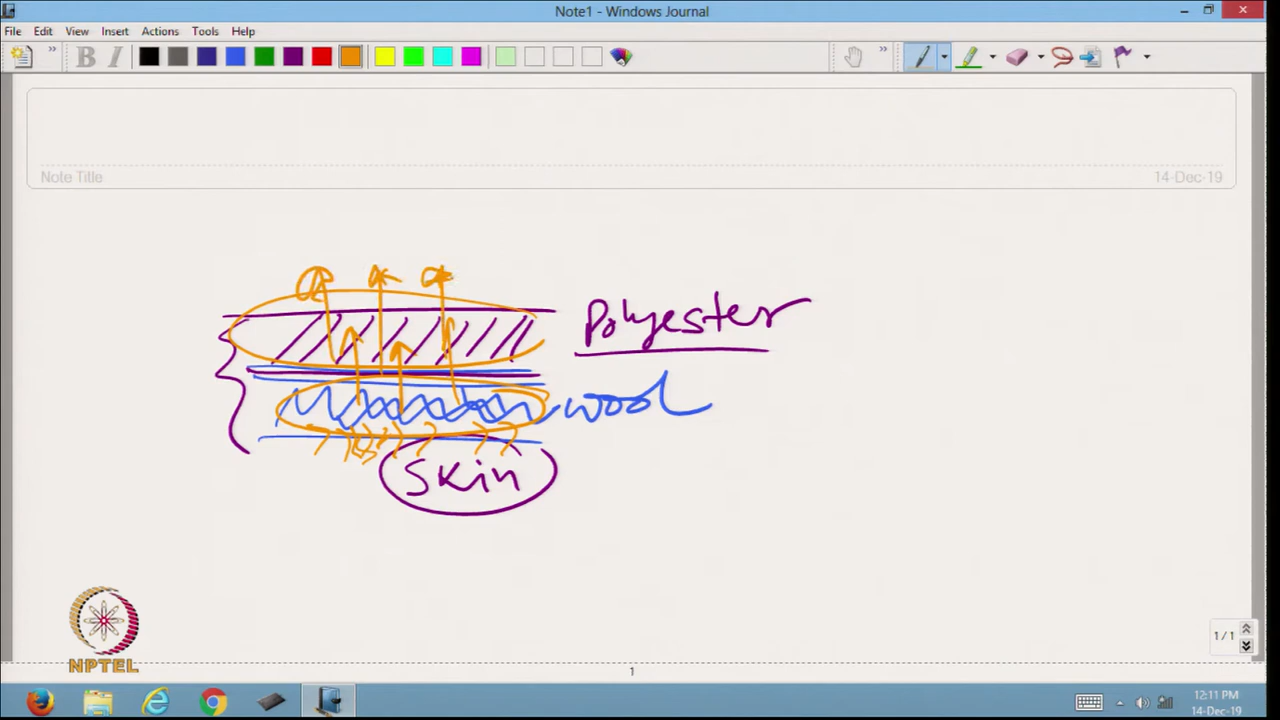 Note1 - Windows Journal
File Edit View Insert Actions Tools Help
B I
Note Title
14-Dec-19
Polyester
wool
skin
1/1
NPTEL
1
12:11 PM
14-Dec-19